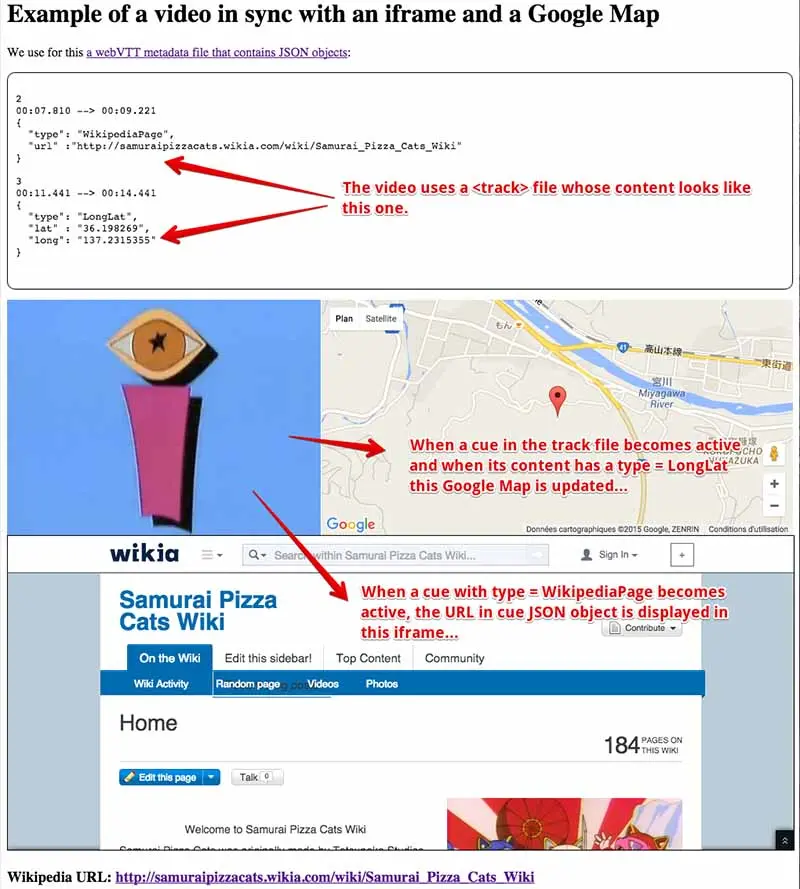 Example of a video in sync with an iframe and a Google Map
We use for this a webVTT metadata file that contains JSON objects:
2
00:07.810 --> 00:09.221
{
"type": "WikipediaPage",
"url" :"http://samuraipizzacats.wikia.com/wiki/Samurai_Pizza_Cats_Wiki"
}
3
00:11.441 --> 00:14.441
{
"type": "LongLat",
"lat" : "36.198269",
"long": "137.2315355"
}
The video uses a <track> file whose content looks like
this one.
Plan Satellite
もん
41
高山本線
東街道
宮川
Miyagawa
River
When a cue in the track file becomes active
and when its content has a type = LongLat
this Google Map is updated...
Google
Données cartographiques ©2015 Google, ZENRIN Conditions d'utilisation
wikia
Search within Samurai Pizza Cats Wiki...
Sign In
Samurai Pizza
Cats Wiki
When a cue with type = WikipediaPage becomes
active, the URL in cue JSON object is displayed in
this iframe...
Contribute
On the Wiki Edit this sidebar! Top Content Community
Wiki Activity Random page Videos Photos
Home
184 PAGES ON
THIS WIKI
Edit this page Talk 0
Welcome to Samurai Pizza Cats Wiki
Wikipedia URL: http://samuraipizzacats.wikia.com/wiki/Samurai_Pizza_Cats_Wiki